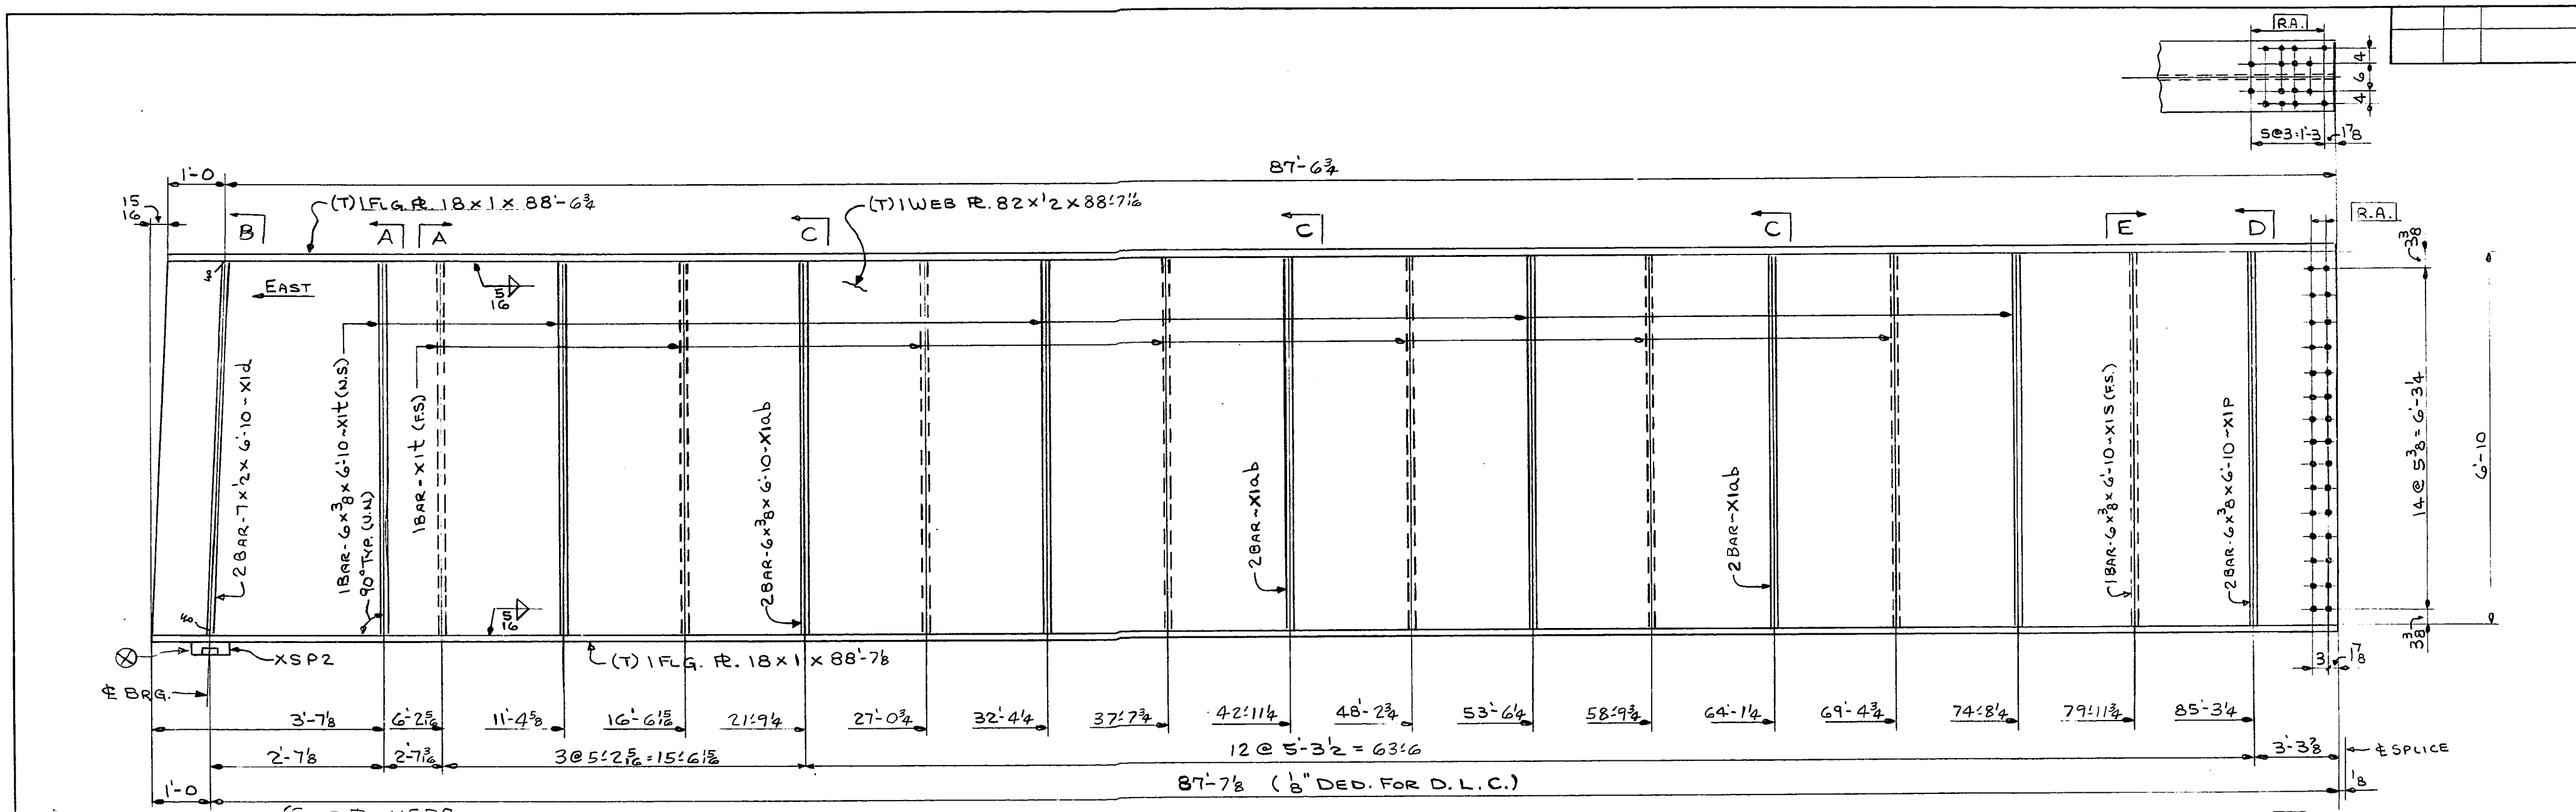 R.A.
4
6
4
5@3=1'-3
1 7/8
87'-6 3/4
1'-0
15/16
(T) 1 FLG. PL. 18 x 1 x 88'-6 3/4
(T) 1 WEB PL. 82 x 1/2 x 88'-7 1/16
B
A
A
C
C
C
E
D
R.A.
3 3/8
40
EAST
5/16
2 BAR-7 x 1/2 x 6'-10 - X1d
1 BAR-6 x 3/8 x 6'-10 ~ X1t (N.S)
90° TYP. (U.N)
1 BAR-X1t (F.S)
2 BAR-6x3/8 x 6'-10-X1ab
2 BAR~X1ab
2 BAR~X1ab
1 BAR-6x3/8 x 6'-10~X1S (F.S.)
2 BAR-6x3/8 x 6'-10~X1P
14 @ 5 3/8 = 6'-3 1/4
6'-10
40
5/16
3 3/8
XSP2
(T) 1 FLG. PL. 18 x 1 x 88'-7 1/8
3
1 7/8
℄ BRG.
3'-7 1/8
6'-2 5/16
11'-4 5/8
16'-6 15/16
21'-9 1/4
27'-0 3/4
32'-4 1/4
37'-7 3/4
42'-11 1/4
48'-2 3/4
53'-6 1/4
58'-9 3/4
64'-1 1/4
69'-4 3/4
74'-8 1/4
79'-11 3/4
85'-3 1/4
2'-7 1/8
2'-7 3/16
3@5'-2 5/16=15'-6 15/16
12 @ 5'-3 1/2 = 63'-6
3'-3 7/8
℄ SPLICE
1'-0
87'-7 1/8 (1/8" DED. FOR D.L.C.)
1/8